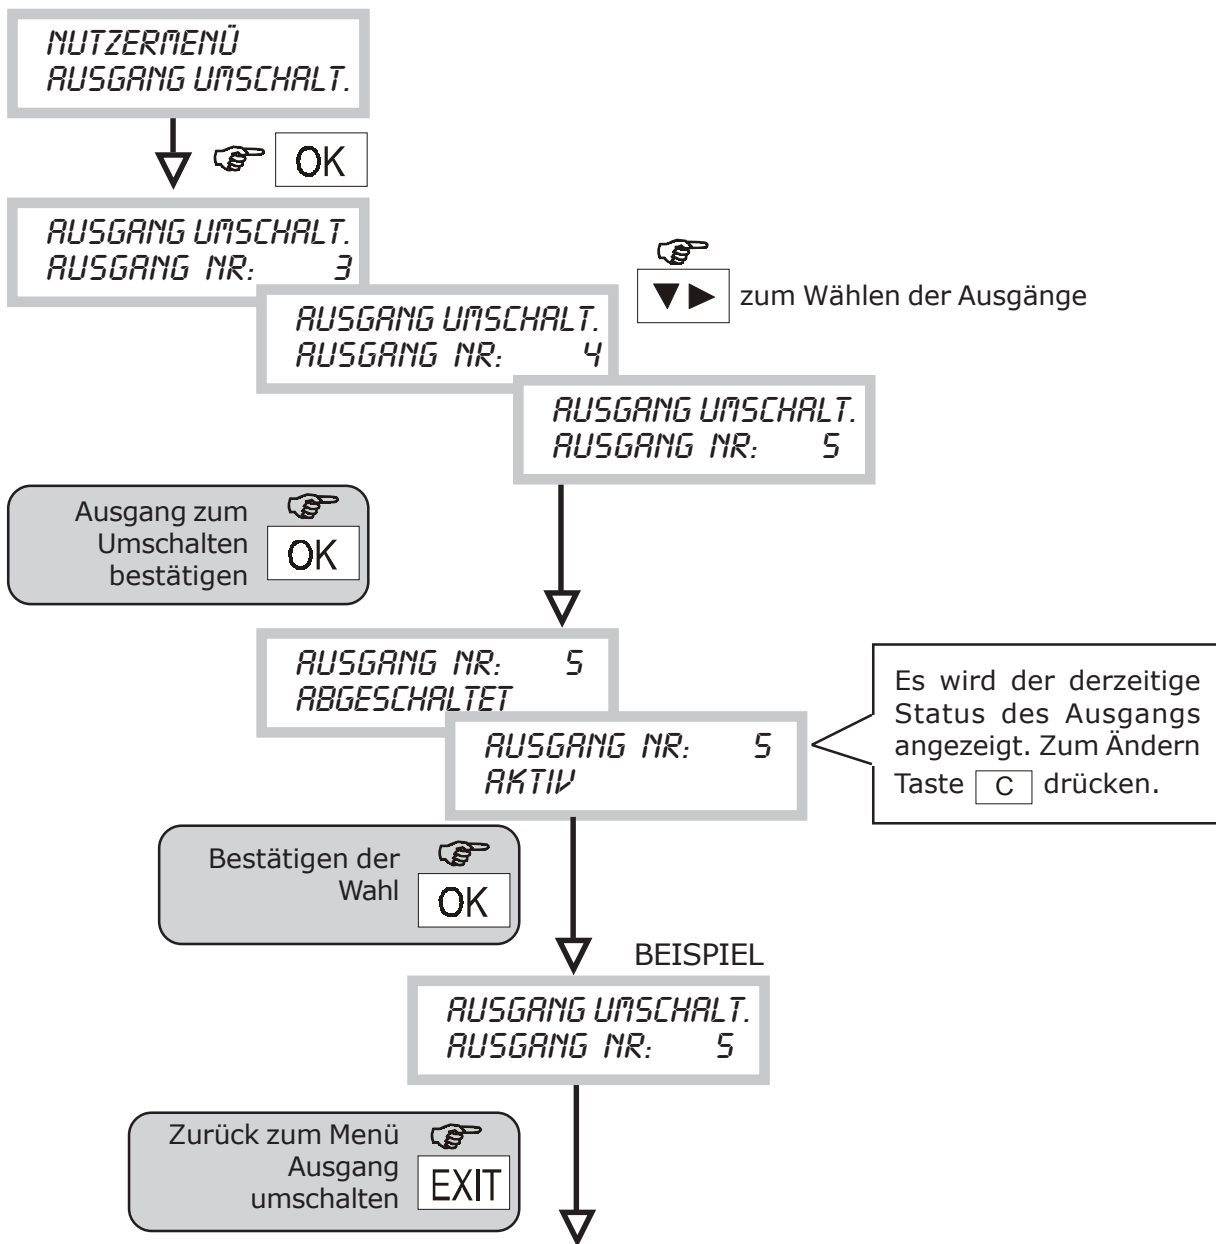 NUTZERMENÜ
AUSGANG UMSCHALT.
OK
AUSGANG UMSCHALT.
AUSGANG NR: 3
▼▶ zum Wählen der Ausgänge
AUSGANG UMSCHALT.
AUSGANG NR: 4
AUSGANG UMSCHALT.
AUSGANG NR: 5
Ausgang zum
Umschalten
bestätigen
OK
AUSGANG NR: 5
ABGESCHALTET
AUSGANG NR: 5
AKTIV
Es wird der derzeitige
Status des Ausgangs
angezeigt. Zum Ändern
Taste C drücken.
Bestätigen der
Wahl
OK
BEISPIEL
AUSGANG UMSCHALT.
AUSGANG NR: 5
Zurück zum Menü
Ausgang
umschalten
EXIT